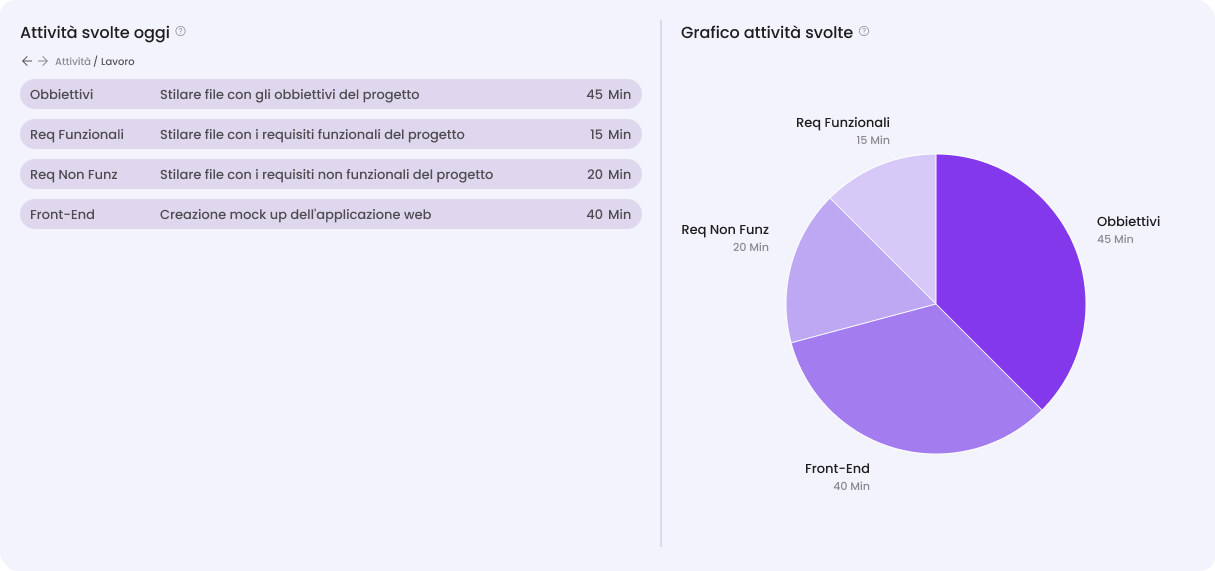 Attività svolte oggi
Attività / Lavoro
Obbiettivi Stilare file con gli obbiettivi del progetto 45 Min
Req Funzionali Stilare file con i requisiti funzionali del progetto 15 Min
Req Non Funz Stilare file con i requisiti non funzionali del progetto 20 Min
Front-End Creazione mock up dell'applicazione web 40 Min
Grafico attività svolte
Req Funzionali
15 Min
Obbiettivi
45 Min
Req Non Funz
20 Min
Front-End
40 Min